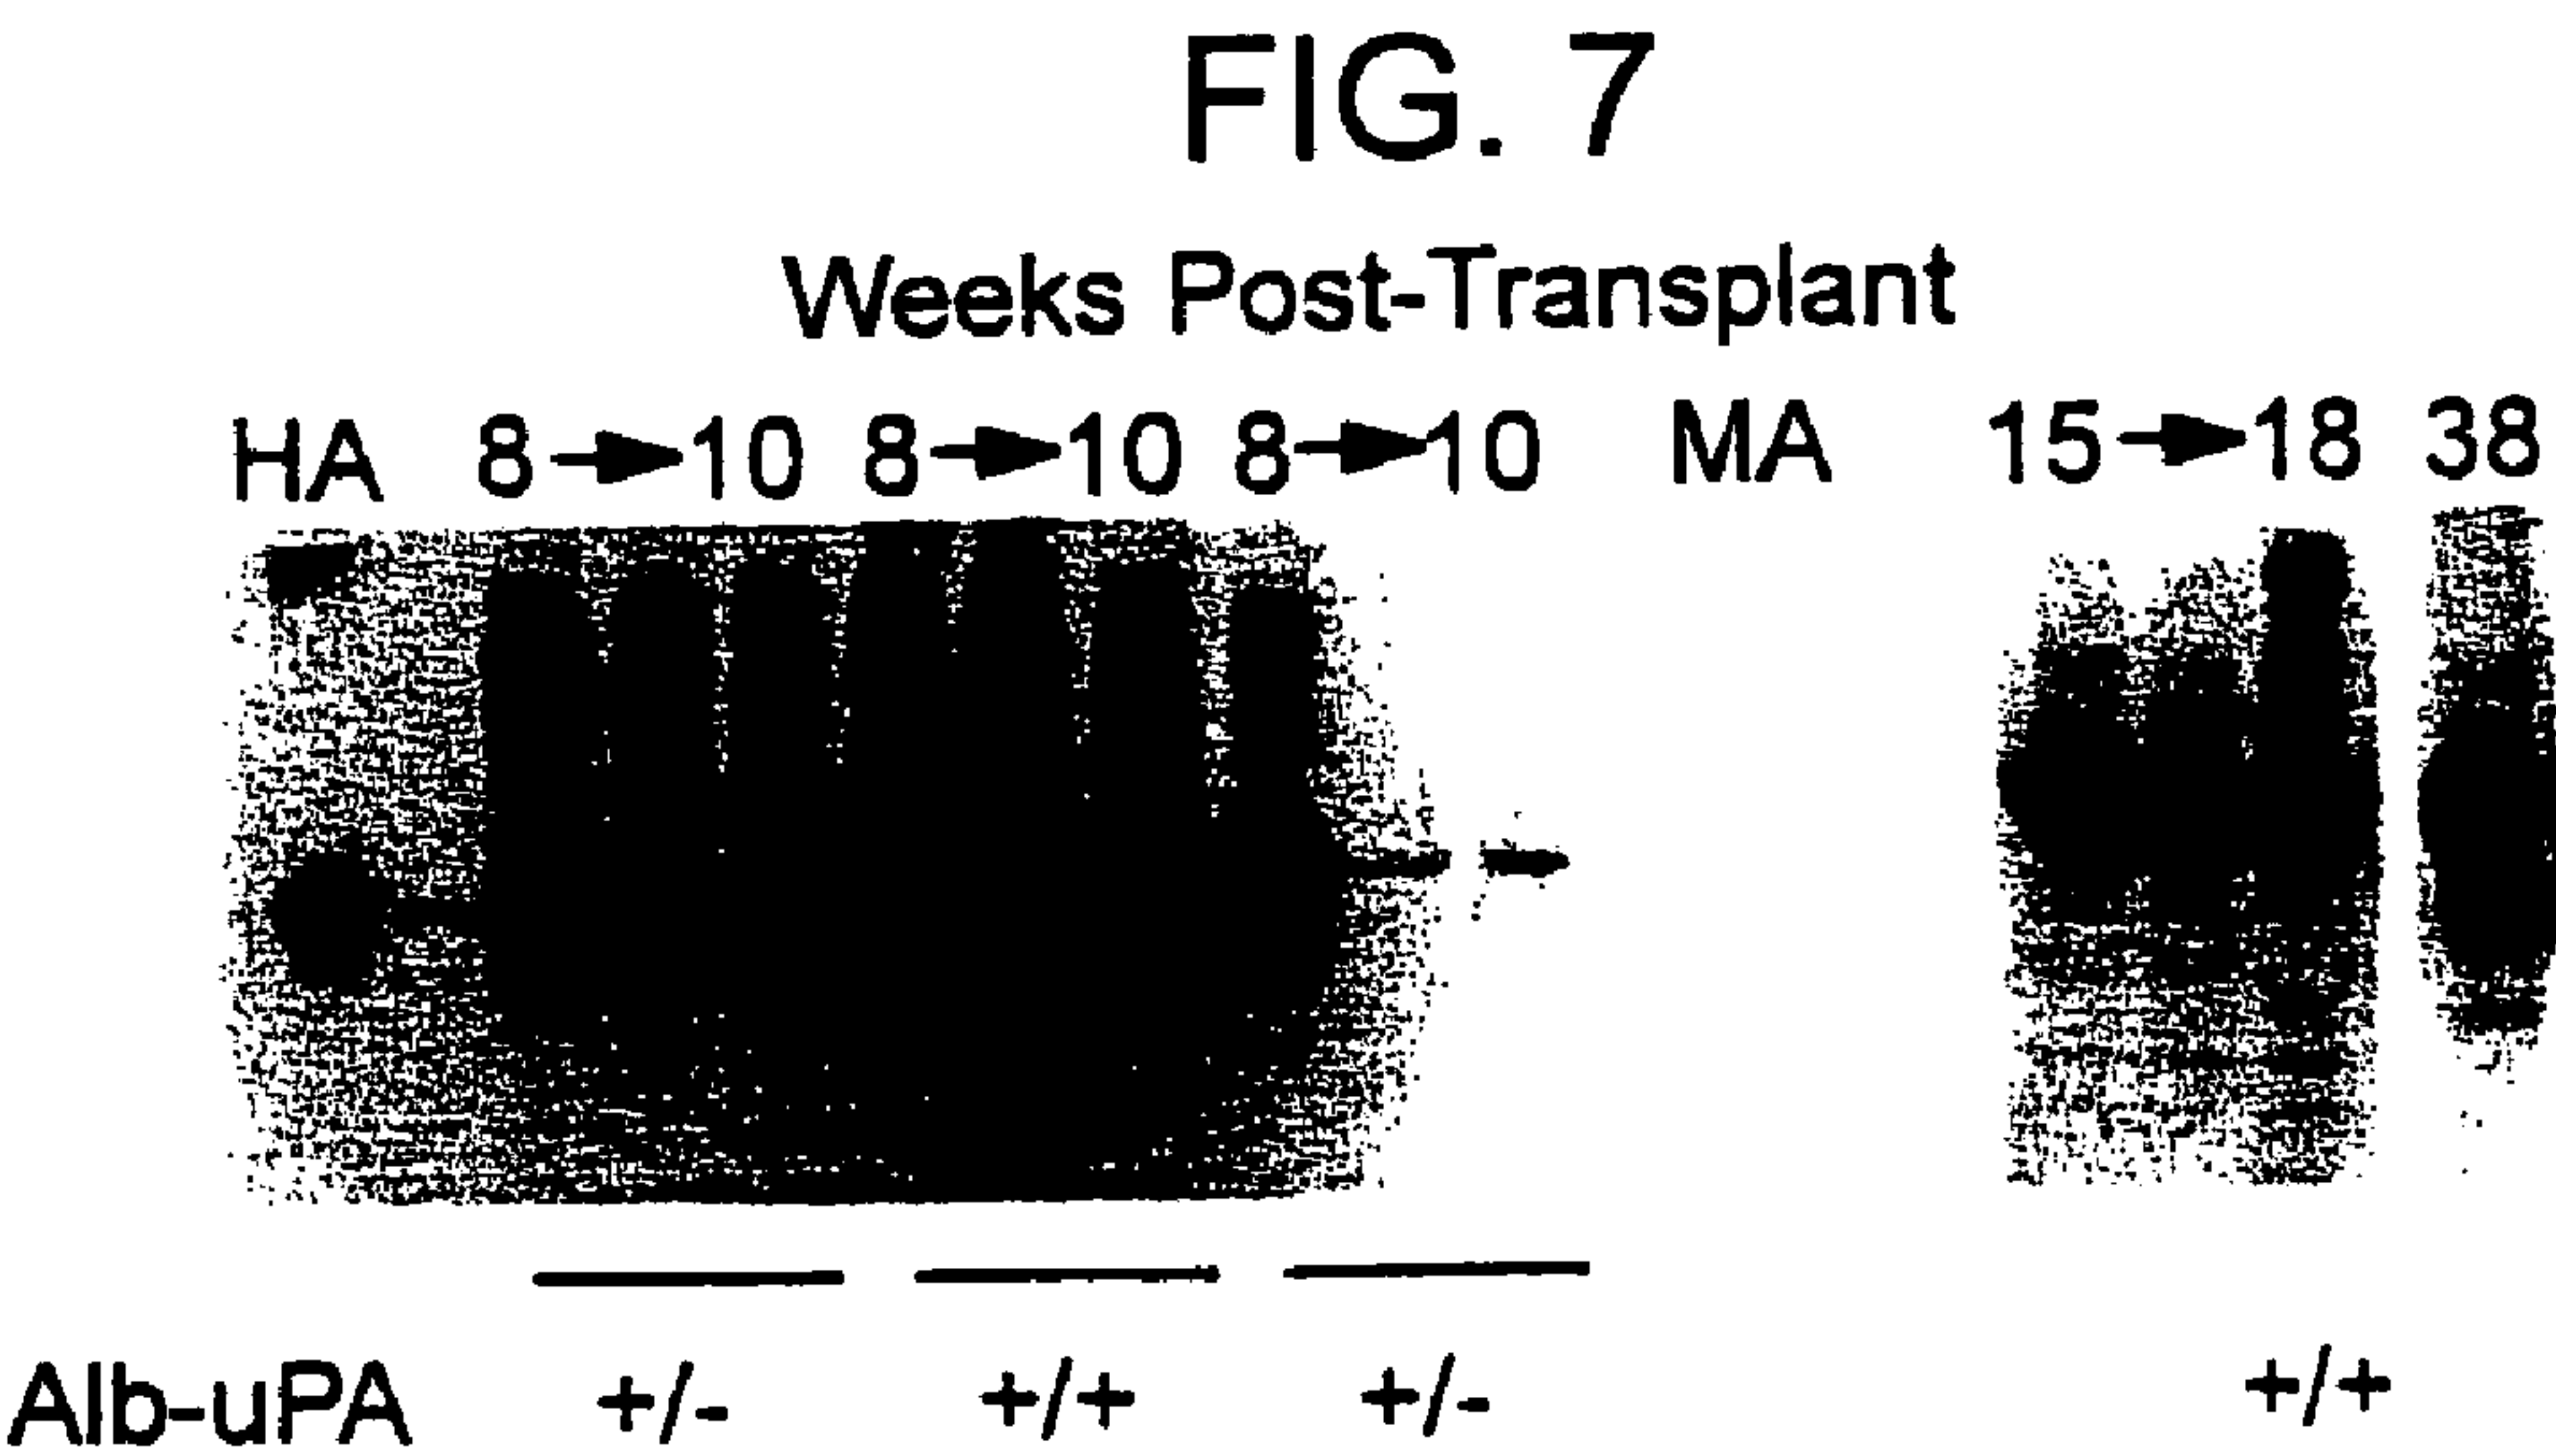 FIG. 7
Weeks Post-Transplant
HA 8→10 8→10 8→10 MA 15→18 38
Alb-uPA +/- +/+ +/- +/+